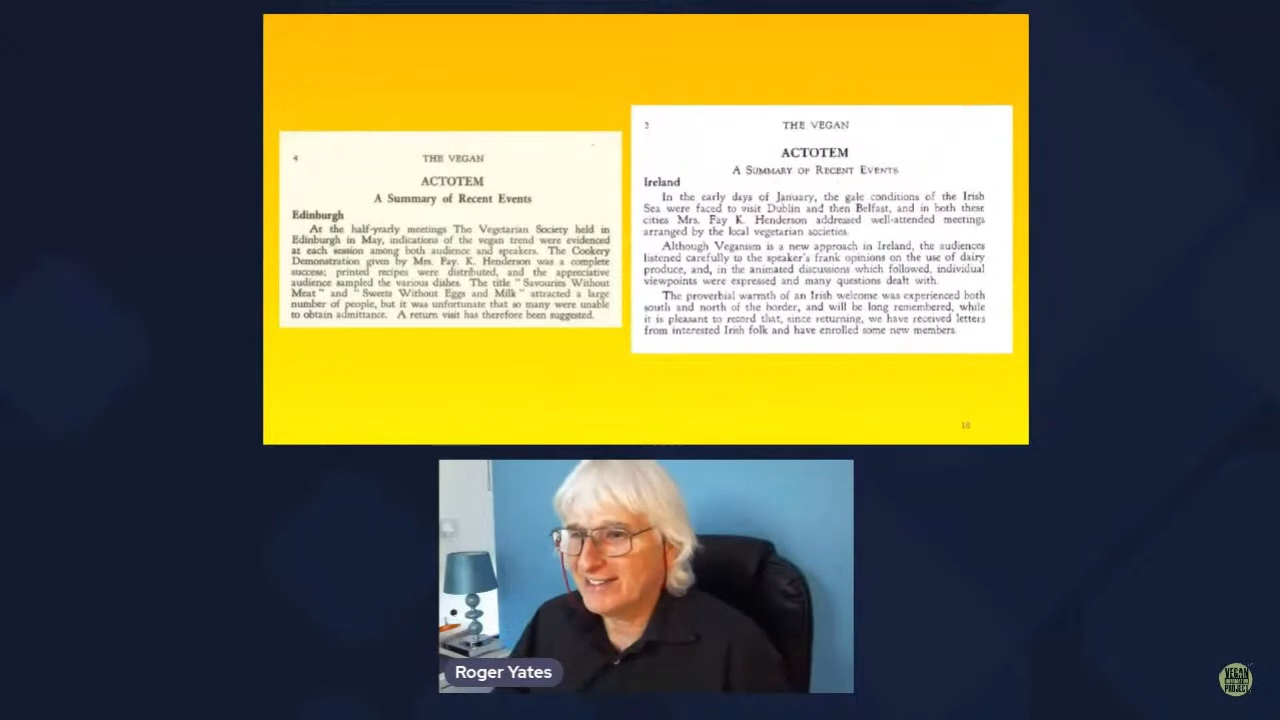 4
THE VEGAN
ACTOTEM
A Summary of Recent Events
Edinburgh
At the half-yearly meetings The Vegetarian Society held in
Edinburgh in May, indications of the vegan trend were evidenced
at each session among both audience and speakers. The Cookery
Demonstration given by Mrs. Fay. K. Henderson was a complete
success; printed recipes were distributed, and the appreciative
audience sampled the various dishes. The title "Savouries Without
Meat" and "Sweets Without Eggs and Milk" attracted a large
number of people, but it was unfortunate that so many were unable
to obtain admittance. A return visit has therefore been suggested.
THE VEGAN
ACTOTEM
A SUMMARY OF RECENT EVENTS
Ireland
In the early days of January, the gale conditions of the Irish
Sea were faced to visit Dublin and then Belfast, and in both these
cities Mrs. Fay K. Henderson addressed well-attended meetings
arranged by the local vegetarian societies.
Although Veganism is a new approach in Ireland, the audiences
listened carefully to the speaker's frank opinions on the use of dairy
produce, and, in the animated discussions which followed, individual
viewpoints were expressed and many questions dealt with.
The proverbial warmth of an Irish welcome was experienced both
south and north of the border, and will be long remembered, while
it is pleasant to record that, since returning, we have received letters
from interested Irish folk and have enrolled some new members.
18
Roger Yates
VEGAN
PROJECT